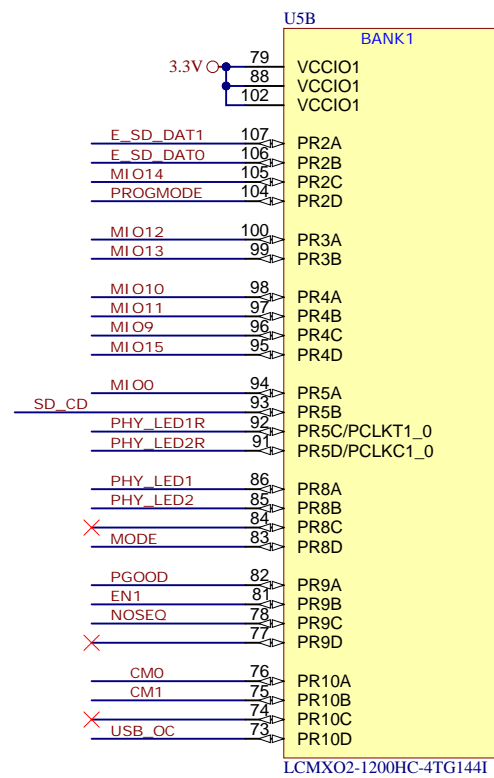 U5B
BANK1
3.3V 79 VCCIO1
88 VCCIO1
102 VCCIO1
E_SD_DAT1 107 PR2A
E_SD_DAT0 106 PR2B
MIO14 105 PR2C
PROGMODE 104 PR2D
MIO12 100 PR3A
MIO13 99 PR3B
MIO10 98 PR4A
MIO11 97 PR4B
MIO9 96 PR4C
MIO15 95 PR4D
MIO0 94 PR5A
SD_CD 93 PR5B
PHY_LED1R 92 PR5C/PCLKT1_0
PHY_LED2R 91 PR5D/PCLKC1_0
PHY_LED1 86 PR8A
PHY_LED2 85 PR8B
84 PR8C
MODE 83 PR8D
PGOOD 82 PR9A
EN1 81 PR9B
NOSEQ 78 PR9C
77 PR9D
CM0 76 PR10A
CM1 75 PR10B
74 PR10C
USB_OC 73 PR10D
LCMXO2-1200HC-4TG144I